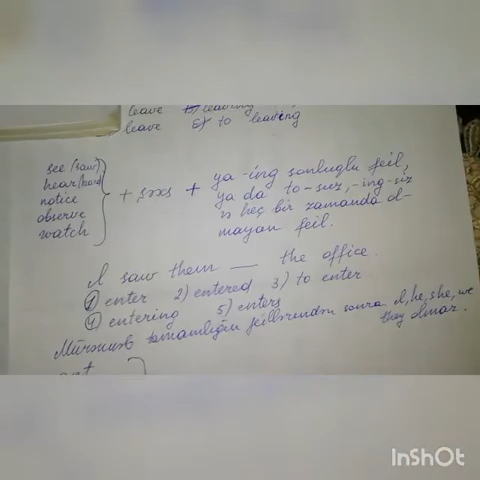 leave B) leaving
leave E) to leaving
see (saw)
hear (heard)
notice
observe
watch
+ şəxs +
ya -ing sonluqlu feil,
ya da to-suz, -ing-siz
və heç bir zamanda ol-
mayan feil.
I saw them — the office.
1) enter 2) entered 3) to enter
4) entering 5) enters
Mürəkkəb tamamlığın feillərindən sonra I, he, she, we
they olmaz.
InShOt